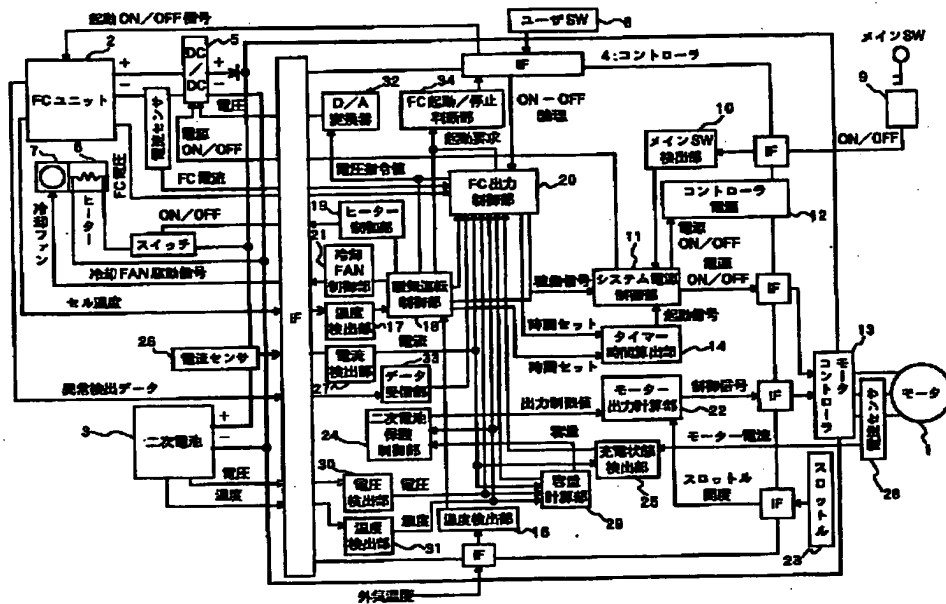 起動ON/OFF信号
ユーザSW
6
メインSW
2
5
4:コントローラ
IF
FCユニット
DC
/
DC
電圧
32
D/A
変換器
34
FC起動/停止
判断部
ON-OFF
10
9
ON/OFF
電流センサ
電源
ON/OFF
起動要求
メインSW
検出部
IF
7
FC電圧
FC電流
電圧指令値
FC出力
制御部
20
コントローラ
電源
12
19
ヒーター
制御部
ON/OFF
冷却ファン
ヒーター
スイッチ
21
冷却
FAN
制御部
11
電源
ON/OFF
電源
ON/OFF
冷却FAN駆動信号
暖気運転
制御部
システム電源
制御部
IF
セル温度
温度
検出部
17
18
起動信号
時間セット
タイマー
時間算出部
14
13
26
電流センサ
IF
電流
検出部
27
電流
33
データ
受信部
時間セット
モータ
コントローラ
モータ
1
異常検出データ
出力制限値
モーター
出力計算部
22
制御信号
IF
電流センサ
3
二次電池
24
二次電池
保護
制御部
容量
モーター電流
充電状態
検出部
25
28
電圧
30
電圧
検出部
電圧
スロットル
開度
IF
スロットル
23
温度
温度
検出部
31
温度
容量
計算部
29
温度検出部
16
IF
外気温度